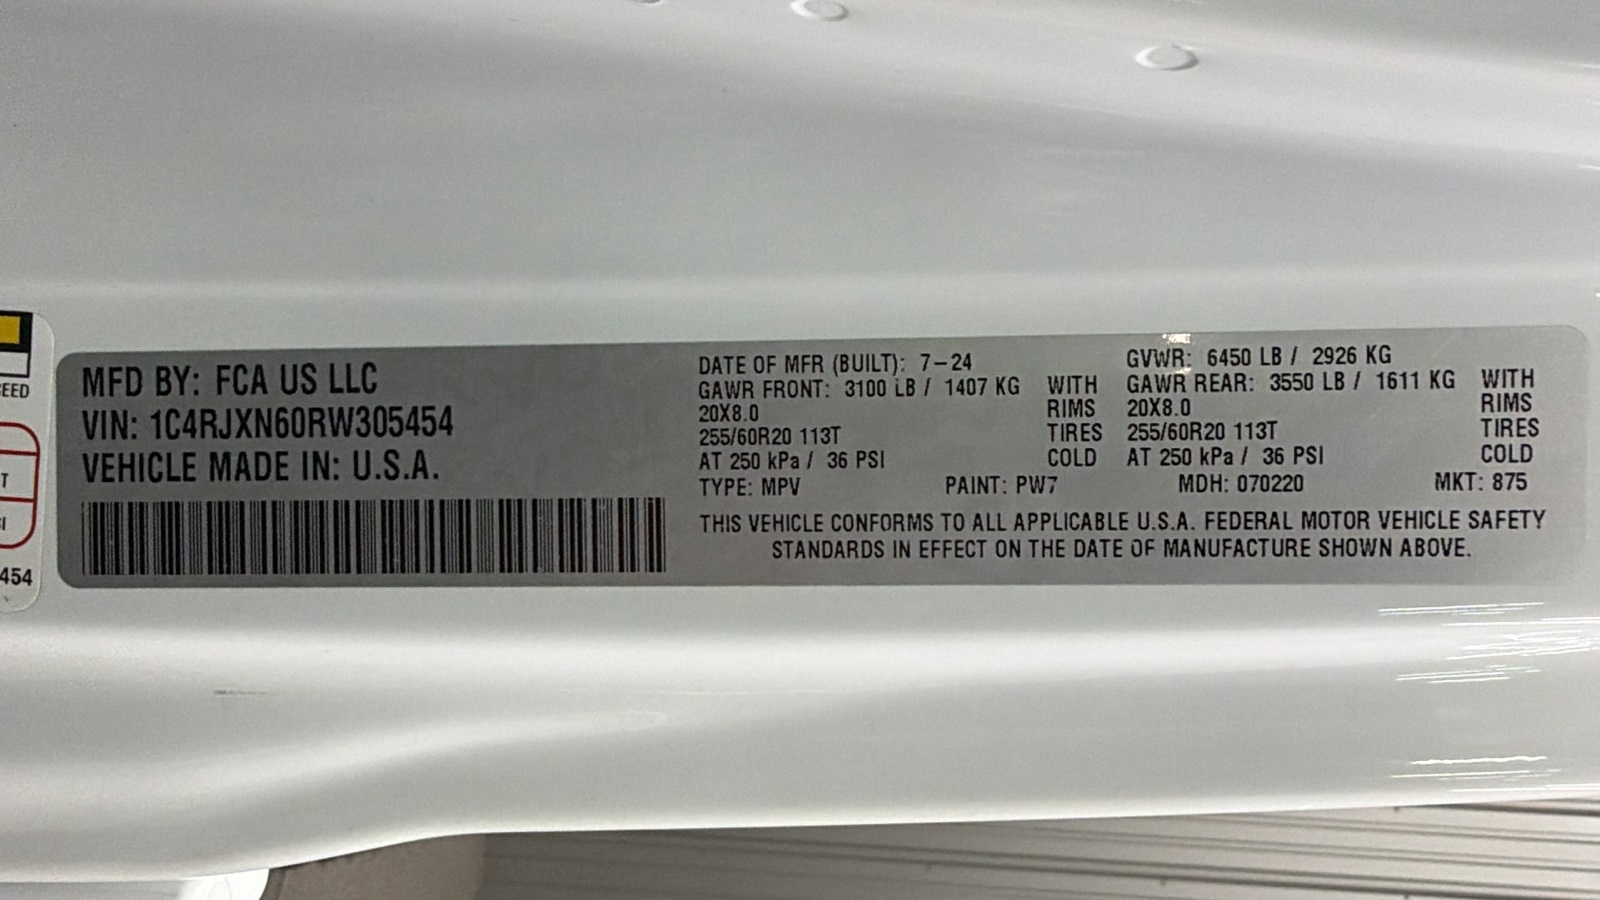 MFD BY: FCA US LLC
VIN: 1C4RJXN60RW305454
VEHICLE MADE IN: U.S.A.
DATE OF MFR (BUILT): 7-24
GAWR FRONT: 3100 LB / 1407 KG WITH
20X8.0 RIMS
255/60R20 113T TIRES
AT 250 kPa / 36 PSI COLD
GVWR: 6450 LB / 2926 KG
GAWR REAR: 3550 LB / 1611 KG WITH
20X8.0 RIMS
255/60R20 113T TIRES
AT 250 kPa / 36 PSI COLD
TYPE: MPV PAINT: PW7 MDH: 070220 MKT: 875
THIS VEHICLE CONFORMS TO ALL APPLICABLE U.S.A. FEDERAL MOTOR VEHICLE SAFETY
STANDARDS IN EFFECT ON THE DATE OF MANUFACTURE SHOWN ABOVE.
454